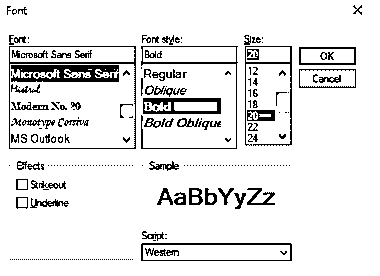 Font
Font:
Font style:
Size:
Microsoft Sans Serif
Bold
20
OK
Cancel
Microsoft Sans Serif
Mistral
Modern No. 20
Monotype Corsiva
MS Outlook
Regular
Oblique
Bold
Bold Oblique
12
14
16
18
20
22
24
Effects
Strikeout
Underline
Sample
AaBbYyZz
Script:
Western